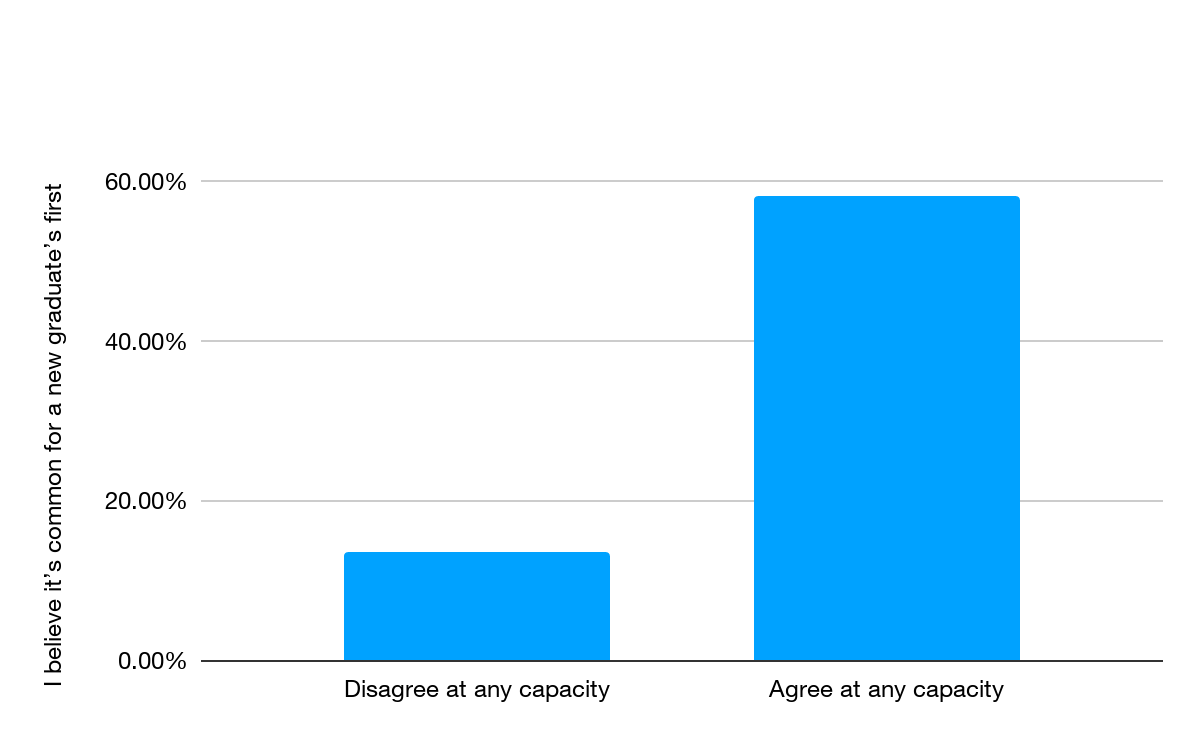 I believe it’s common for a new graduate’s first
60.00%
40.00%
20.00%
0.00%
Disagree at any capacity
Agree at any capacity